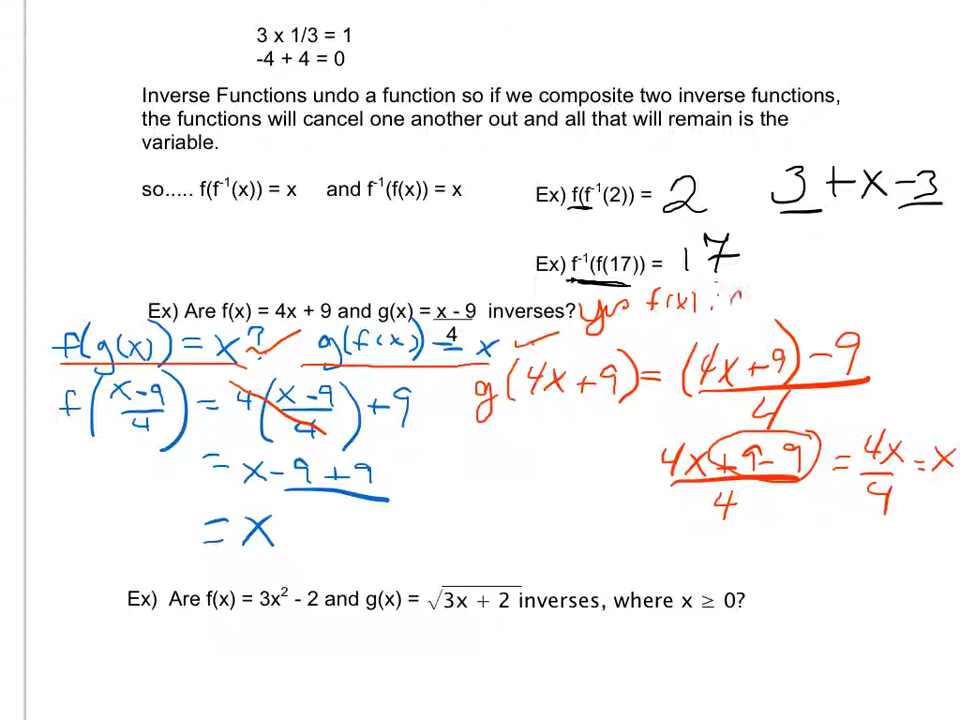 3 x 1/3 = 1
-4 + 4 = 0
Inverse Functions undo a function so if we composite two inverse functions,
the functions will cancel one another out and all that will remain is the
variable.
so..... f(f⁻¹(x)) = x and f⁻¹(f(x)) = x
Ex) f(f⁻¹(2)) = 2
3 + x - 3
Ex) f⁻¹(f(17)) = 17
Ex) Are f(x) = 4x + 9 and g(x) = x - 9 inverses? Yes f(x)
4
f(g(x)) = x? ✓ g(f(x)) = x ✓
f((x-9)/4) = 4((x-9)/4) + 9
= x - 9 + 9
= x
g(4x + 9) = ((4x + 9) - 9)/4
(4x + 9 - 9)/4 = 4x/4 = x
Ex) Are f(x) = 3x² - 2 and g(x) = √3x + 2 inverses, where x ≥ 0?